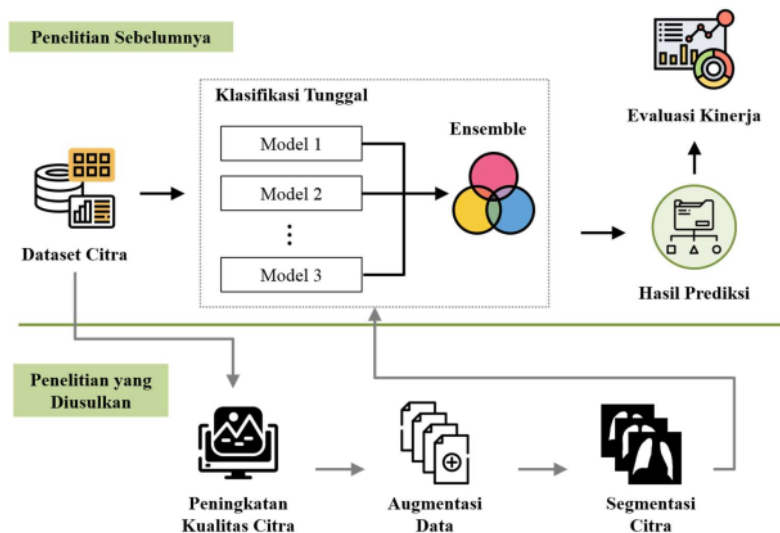 Penelitian Sebelumnya
Klasifikasi Tunggal
Model 1
Model 2
Model 3
Ensemble
Evaluasi Kinerja
Dataset Citra
Hasil Prediksi
Penelitian yang
Diusulkan
Peningkatan
Kualitas Citra
Augmentasi
Data
Segmentasi
Citra